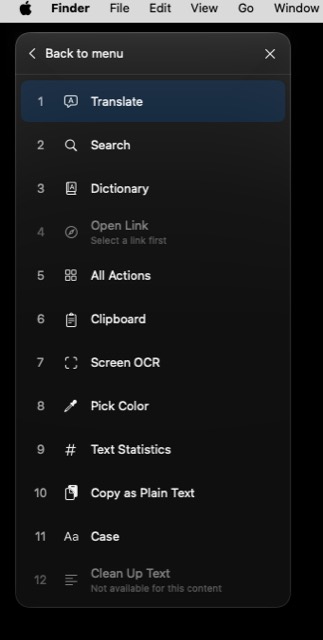 Finder File Edit View Go Window
Back to menu
1 Translate
2 Search
3 Dictionary
4 Open Link
Select a link first
5 All Actions
6 Clipboard
7 Screen OCR
8 Pick Color
9 # Text Statistics
10 Copy as Plain Text
11 Aa Case
12 Clean Up Text
Not available for this content